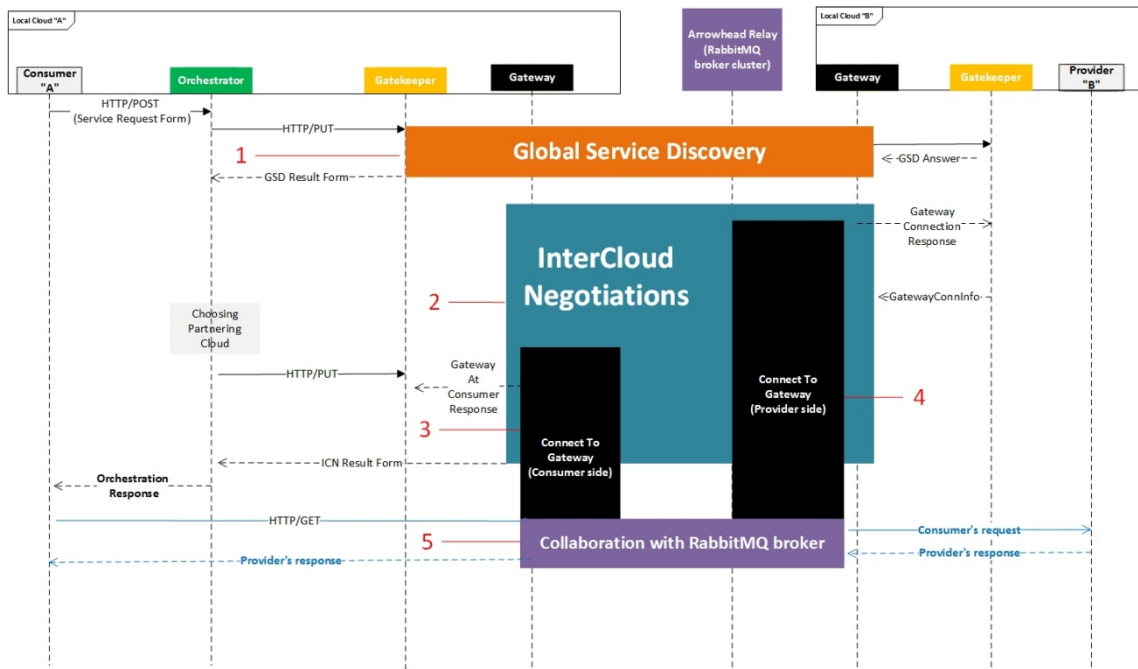 Local Cloud "A"
Local Cloud "B"
Arrowhead Relay
(RabbitMQ
broker cluster)
Consumer
"A"
Orchestrator
Gatekeeper
Gateway
Gateway
Gatekeeper
Provider
"B"
HTTP/POST
(Service Request Form)
HTTP/PUT
1
Global Service Discovery
GSD Answer
GSD Result Form
Gateway
Connection
Response
InterCloud
Negotiations
2
GatewayConnInfo
Choosing
Partnering
Cloud
HTTP/PUT
Gateway
At
Consumer
Response
Connect To
Gateway
(Provider side)
4
3
Connect To
Gateway
(Consumer side)
ICN Result Form
Orchestration
Response
HTTP/GET
5
Collaboration with RabbitMQ broker
Consumer's request
Provider's response
Provider's response